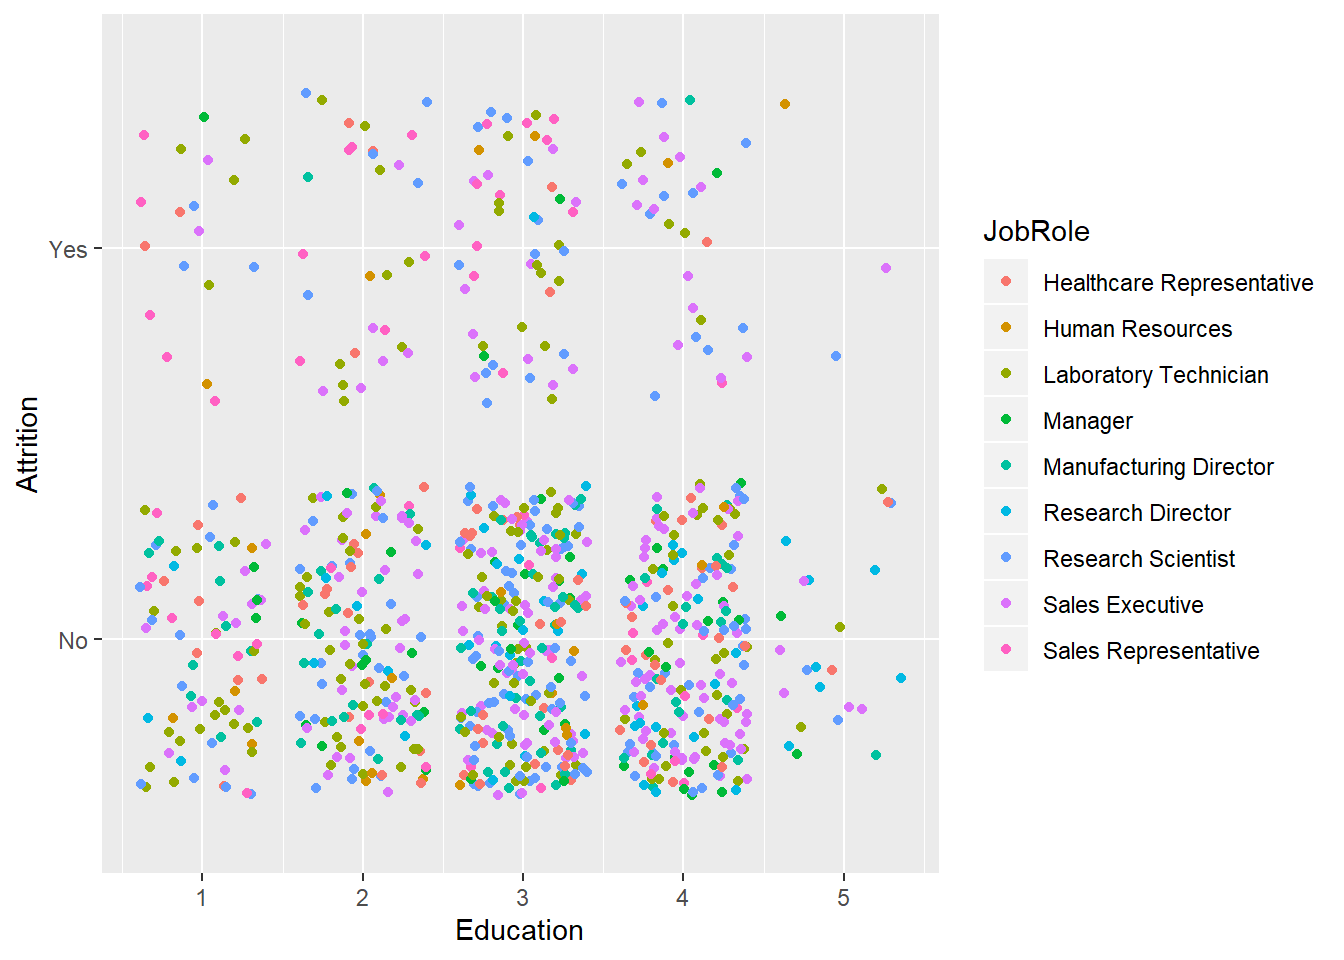 Yes
No
Attrition
1 2 3 4 5
Education
JobRole
Healthcare Representative
Human Resources
Laboratory Technician
Manager
Manufacturing Director
Research Director
Research Scientist
Sales Executive
Sales Representative